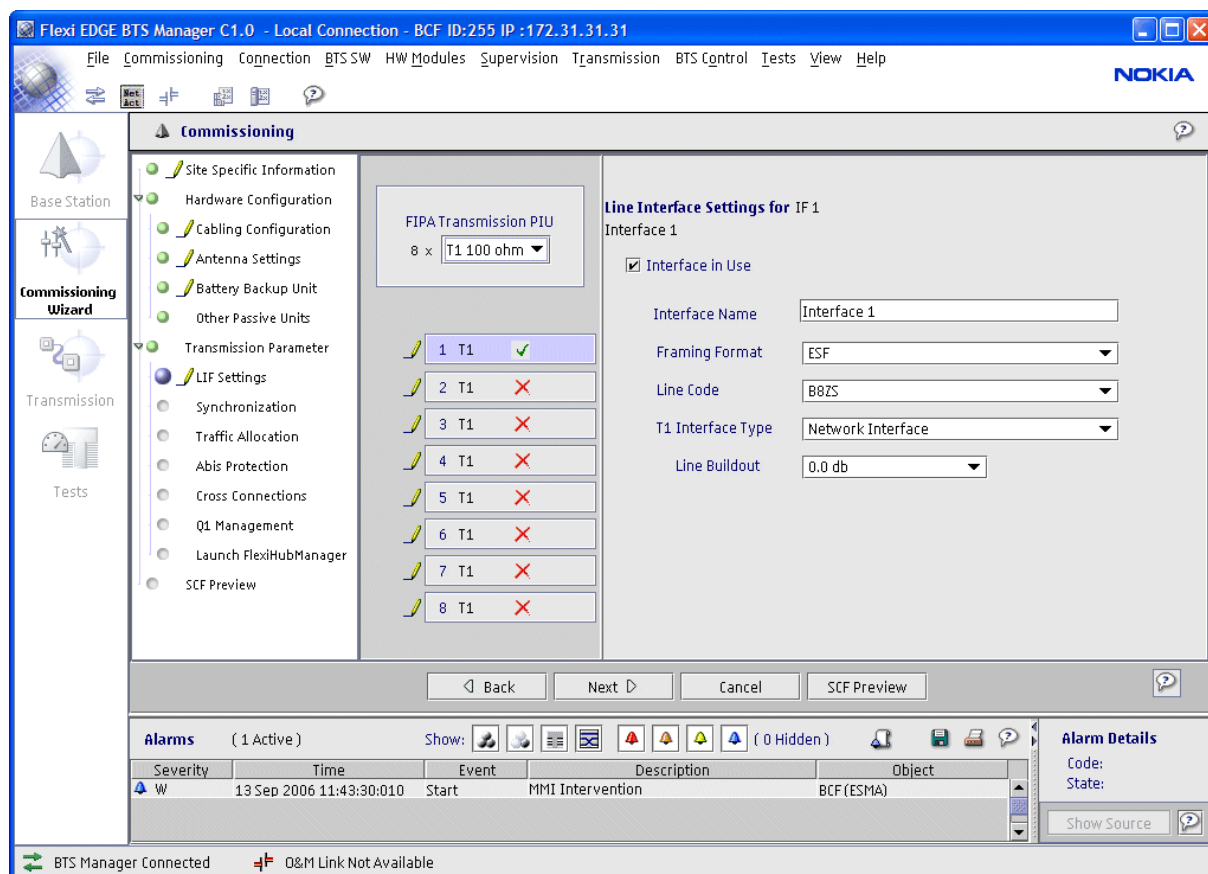 Flexi EDGE BTS Manager C1.0 - Local Connection - BCF ID:255 IP :172.31.31.31
File Commissioning Connection BTS SW HW Modules Supervision Transmission BTS Control Tests View Help
NOKIA
Net Act
Commissioning
Base Station
Commissioning Wizard
Transmission
Tests
Site Specific Information
Hardware Configuration
Cabling Configuration
Antenna Settings
Battery Backup Unit
Other Passive Units
Transmission Parameter
LIF Settings
Synchronization
Traffic Allocation
Abis Protection
Cross Connections
Q1 Management
Launch FlexiHubManager
SCF Preview
FIPA Transmission PIU
8 x T1 100 ohm
1 T1
2 T1
3 T1
4 T1
5 T1
6 T1
7 T1
8 T1
Line Interface Settings for IF 1
Interface 1
Interface in Use
Interface Name Interface 1
Framing Format ESF
Line Code B8ZS
T1 Interface Type Network Interface
Line Buildout 0.0 db
Back Next Cancel SCF Preview
Alarms ( 1 Active ) Show: ( 0 Hidden )
Severity Time Event Description Object
W 13 Sep 2006 11:43:30:010 Start MMI Intervention BCF (ESMA)
Alarm Details
Code:
State:
Show Source
BTS Manager Connected O&M Link Not Available